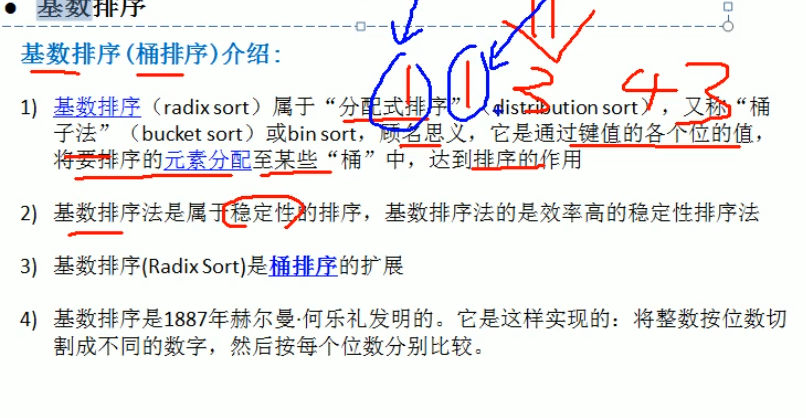 基数排序
基数排序(桶排序)介绍:
1) 基数排序（radix sort）属于“分配式排序”（distribution sort），又称“桶
子法”（bucket sort）或bin sort，顾名思义，它是通过键值的各个位的值，
将要排序的元素分配至某些“桶”中，达到排序的作用
2) 基数排序法是属于稳定性的排序，基数排序法的是效率高的稳定性排序法
3) 基数排序(Radix Sort)是桶排序的扩展
4) 基数排序是1887年赫尔曼·何乐礼发明的。它是这样实现的：将整数按位数切
割成不同的数字，然后按每个位数分别比较。
1 1 3 43